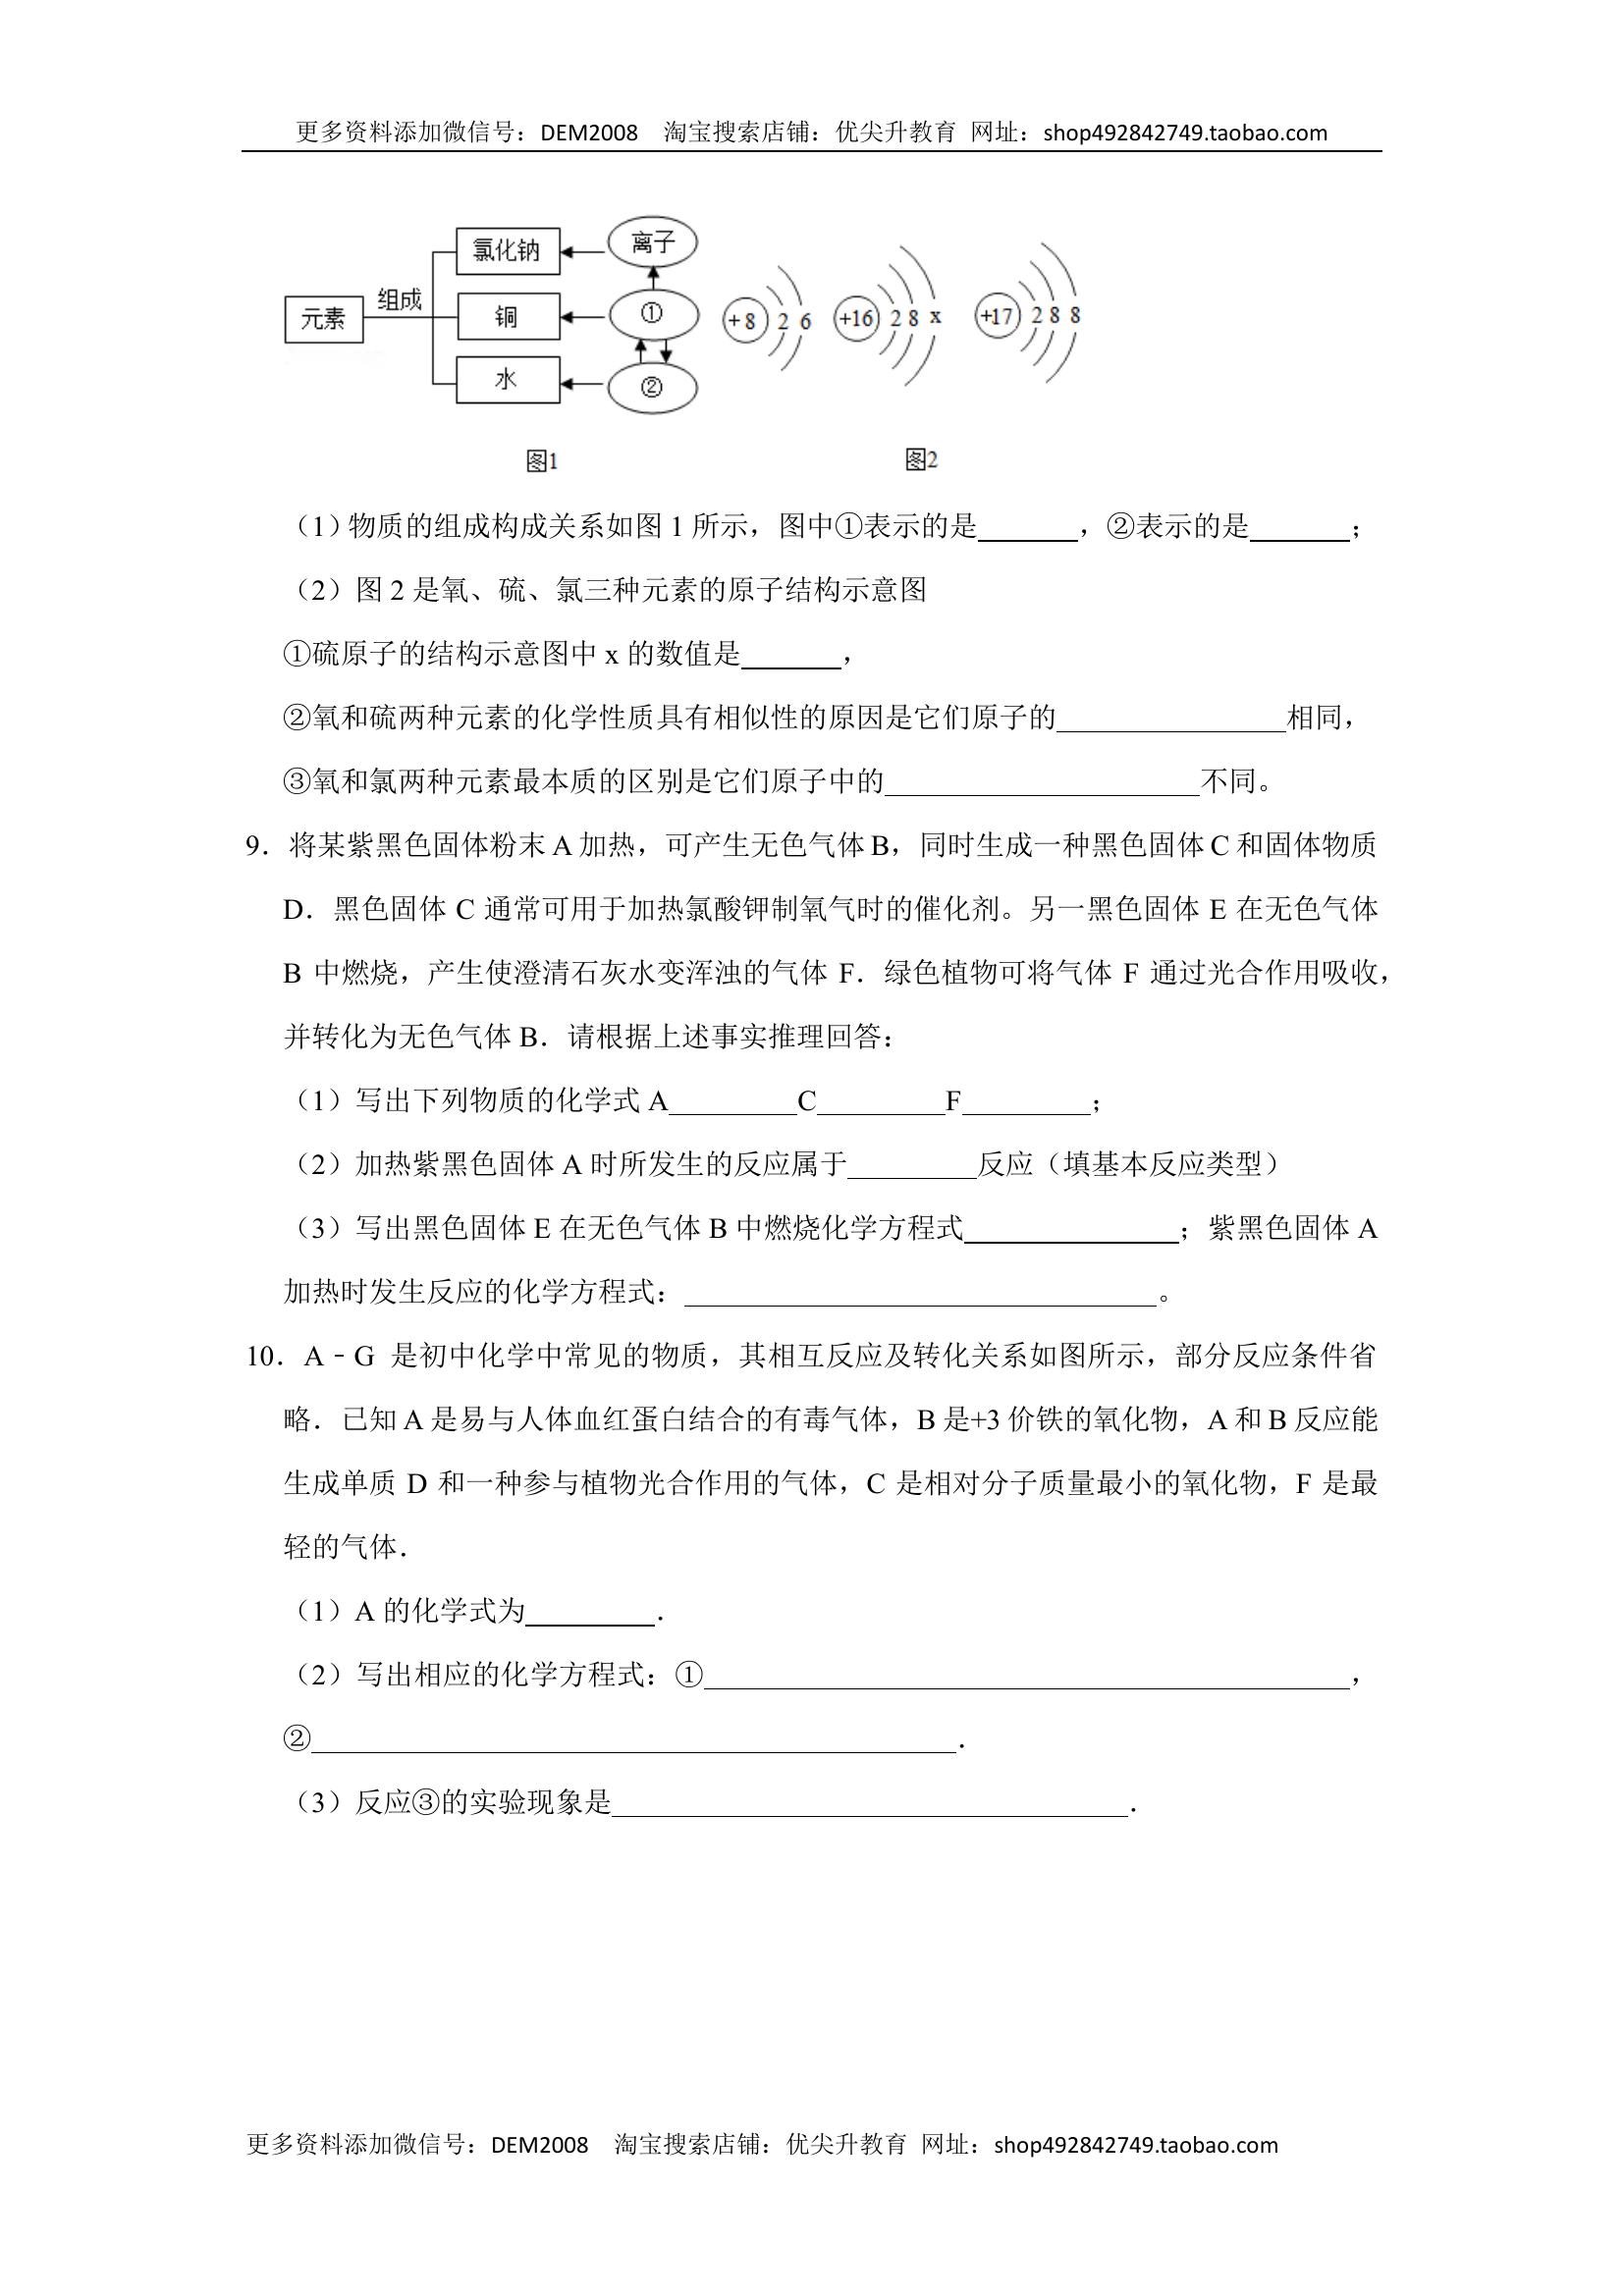 更多资料添加微信号：DEM2008 淘宝搜索店铺：优尖升教育 网址：shop492842749.taobao.com
元素 组成 氯化钠 铜 水 离子 ① ②
+8 2 6 +16 2 8 x +17 2 8 8
图1 图2
（1）物质的组成构成关系如图 1 所示，图中①表示的是_______，②表示的是_______；
（2）图 2 是氧、硫、氯三种元素的原子结构示意图
①硫原子的结构示意图中 x 的数值是_______，
②氧和硫两种元素的化学性质具有相似性的原因是它们原子的________________相同，
③氧和氯两种元素最本质的区别是它们原子中的______________________不同。
9．将某紫黑色固体粉末 A 加热，可产生无色气体 B，同时生成一种黑色固体 C 和固体物质
D．黑色固体 C 通常可用于加热氯酸钾制氧气时的催化剂。另一黑色固体 E 在无色气体
B 中燃烧，产生使澄清石灰水变浑浊的气体 F．绿色植物可将气体 F 通过光合作用吸收，
并转化为无色气体 B．请根据上述事实推理回答：
（1）写出下列物质的化学式 A_________C_________F_________；
（2）加热紫黑色固体 A 时所发生的反应属于_________反应（填基本反应类型）
（3）写出黑色固体 E 在无色气体 B 中燃烧化学方程式_______________；紫黑色固体 A
加热时发生反应的化学方程式：_________________________________。
10．A﹣G 是初中化学中常见的物质，其相互反应及转化关系如图所示，部分反应条件省
略．已知 A 是易与人体血红蛋白结合的有毒气体，B 是+3 价铁的氧化物，A 和 B 反应能
生成单质 D 和一种参与植物光合作用的气体，C 是相对分子质量最小的氧化物，F 是最
轻的气体．
（1）A 的化学式为_________．
（2）写出相应的化学方程式：①_____________________________________________，
②_____________________________________________．
（3）反应③的实验现象是____________________________________．
更多资料添加微信号：DEM2008 淘宝搜索店铺：优尖升教育 网址：shop492842749.taobao.com